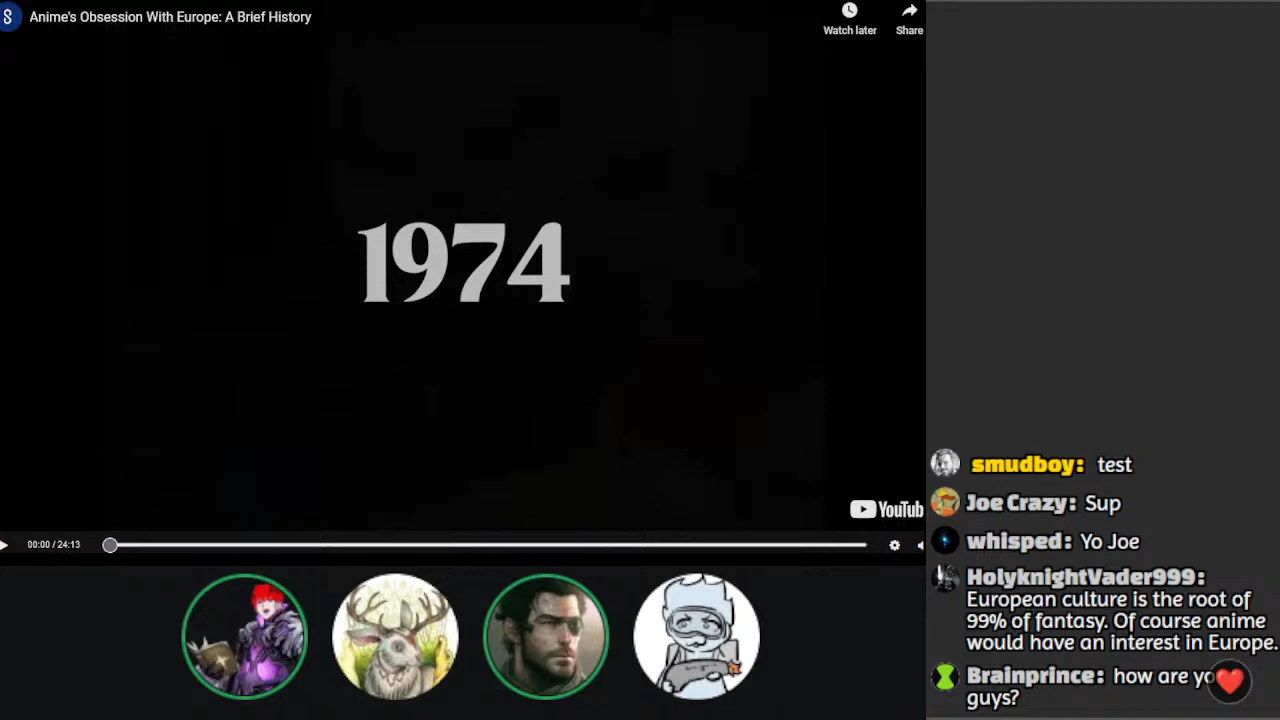 Anime's Obsession With Europe: A Brief History
Watch later
Share
1974
YouTub
00:00 / 24:13
smudboy: test
Joe Crazy: Sup
whisped: Yo Joe
HolyknightVader999:
European culture is the root of
99% of fantasy. Of course anime
would have an interest in Europe.
Brainprince: how are yo
guys?